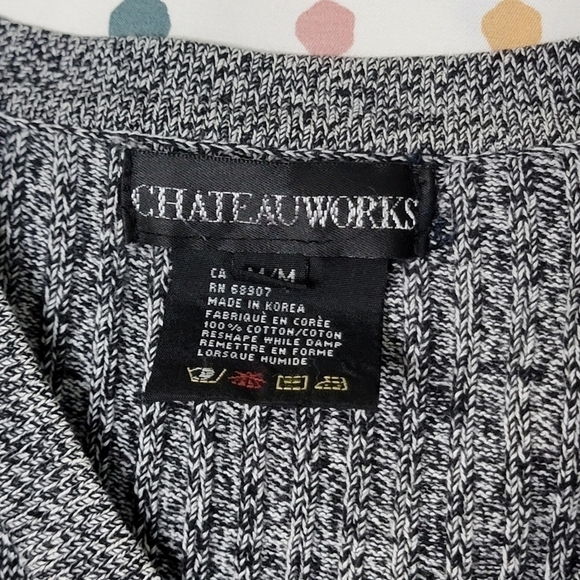 CHATEAUWORKS
CA M/M
RN 68907
MADE IN KOREA
FABRIQUÉ EN CORÉE
100% COTTON/COTON
RESHAPE WHILE DAMP
REMETTRE EN FORME
LORSQUE HUMIDE